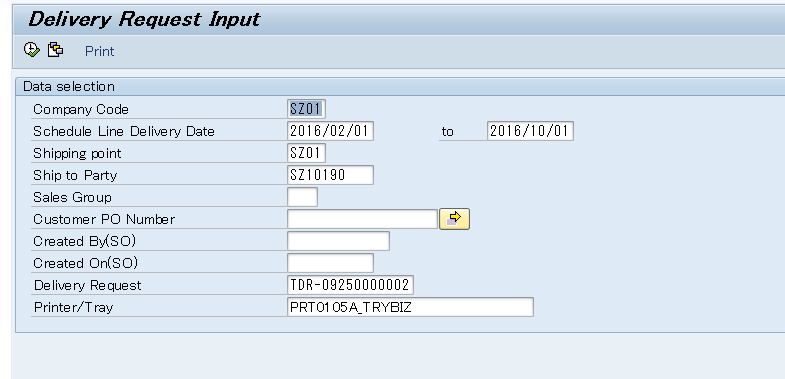 Delivery Request Input
Print
Data selection
Company Code SZ01
Schedule Line Delivery Date 2016/02/01 to 2016/10/01
Shipping point SZ01
Ship to Party SZ10190
Sales Group
Customer PO Number
Created By(SO)
Created On(SO)
Delivery Request TDR-09250000002
Printer/Tray PRT0105A_TRYBIZ